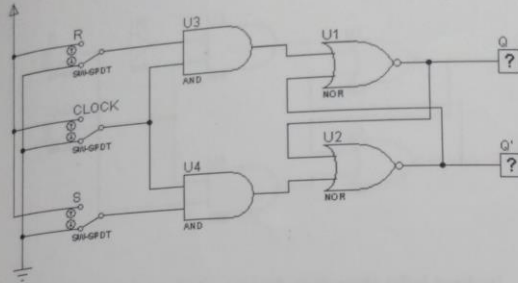 R
SW-SPDT
CLOCK
SW-SPDT
S
SW-SPDT
U3
AND
U4
AND
U1
NOR
U2
NOR
Q
?
Q'
?